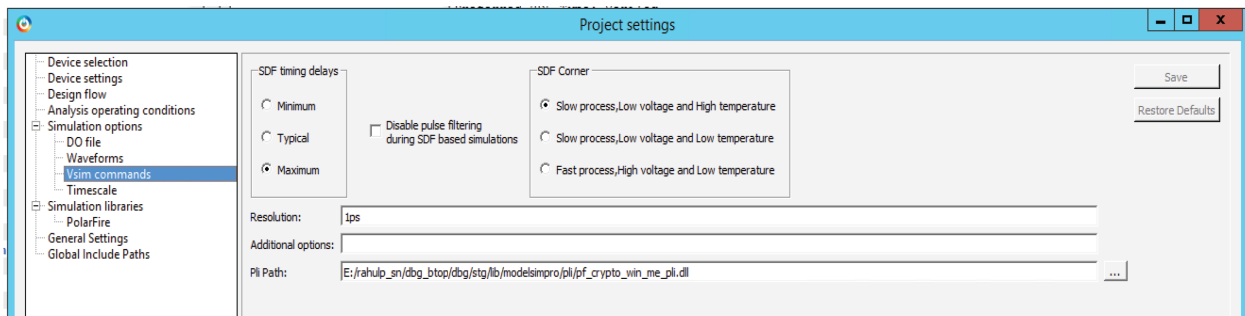 Project settings
Device selection
Device settings
Design flow
Analysis operating conditions
Simulation options
DO file
Waveforms
Vsim commands
Timescale
Simulation libraries
PolarFire
General Settings
Global Include Paths
SDF timing delays
Minimum
Typical
Maximum
Disable pulse filtering
during SDF based simulations
SDF Corner
Slow process,Low voltage and High temperature
Slow process,Low voltage and Low temperature
Fast process,High voltage and Low temperature
Save
Restore Defaults
Resolution:
1ps
Additional options:
Pli Path:
E:/rahulp_sn/dbg_btop/dbg/stg/lib/modelsimpro/pli/pf_crypto_win_me_pli.dll
...